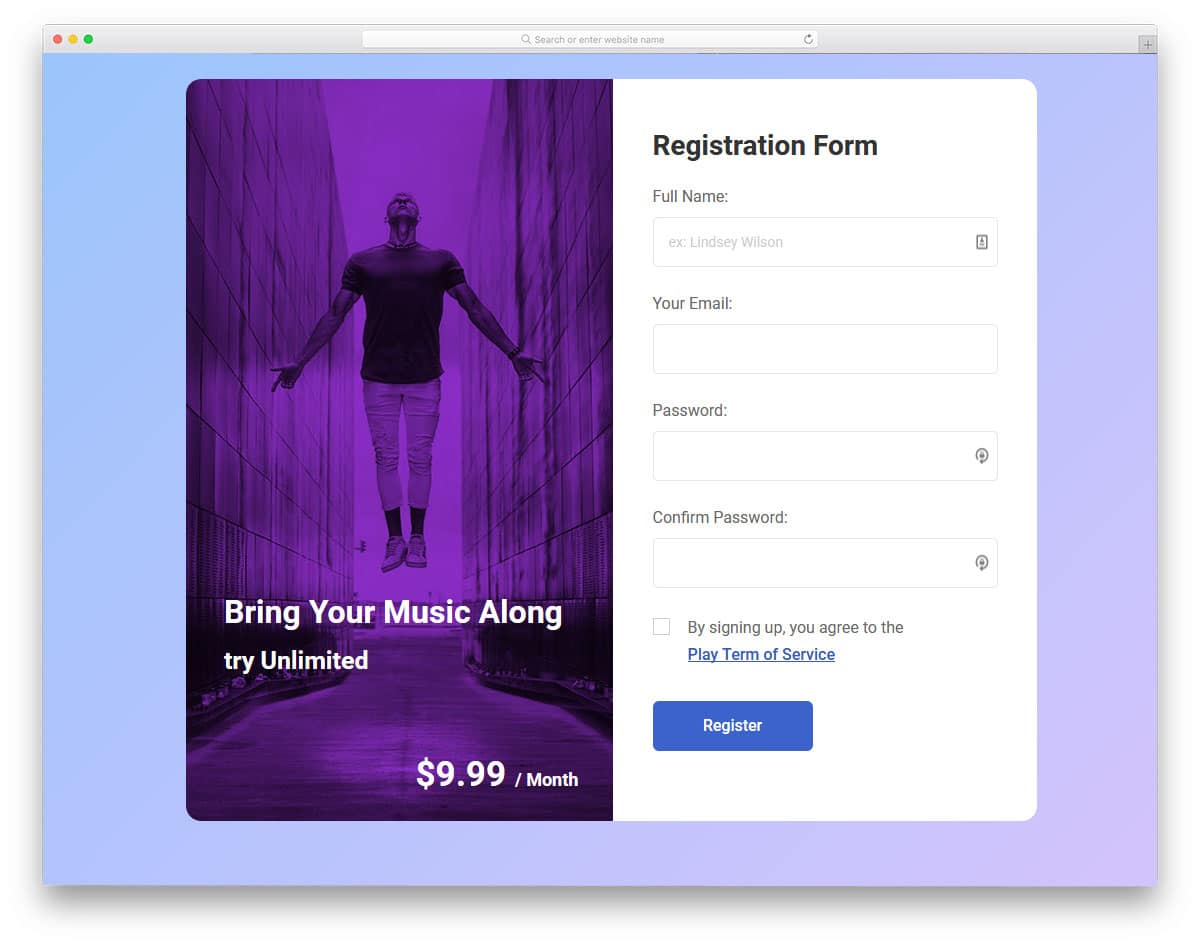 Search or enter website name
Bring Your Music Along
try Unlimited
$9.99 / Month
Registration Form
Full Name:
ex: Lindsey Wilson
Your Email:
Password:
Confirm Password:
By signing up, you agree to the
Play Term of Service
Register